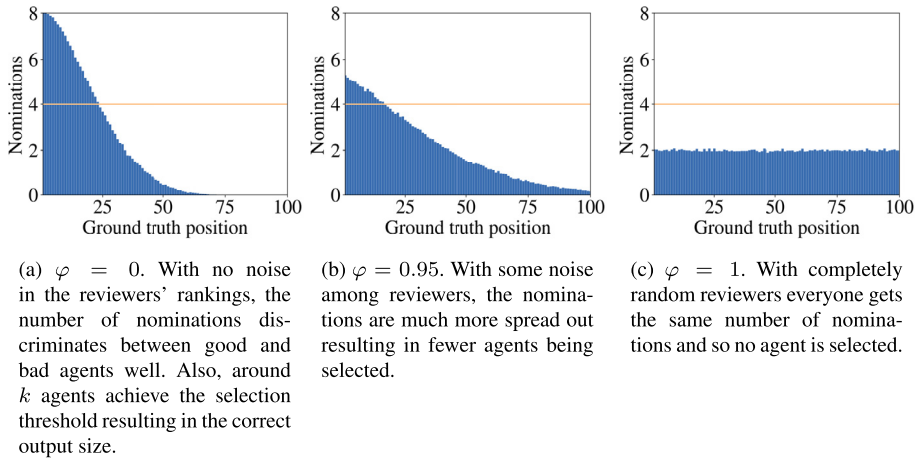 8
6
4
2
0
Nominations
25
50
75
100
Ground truth position
8
6
4
2
0
Nominations
25
50
75
100
Ground truth position
8
6
4
2
0
Nominations
25
50
75
100
Ground truth position
(a) φ = 0. With no noise
in the reviewers' rankings, the
number of nominations dis-
criminates between good and
bad agents well. Also, around
k agents achieve the selection
threshold resulting in the correct
output size.
(b) φ = 0.95. With some noise
among reviewers, the nomina-
tions are much more spread out
resulting in fewer agents being
selected.
(c) φ = 1. With completely
random reviewers everyone gets
the same number of nomina-
tions and so no agent is selected.